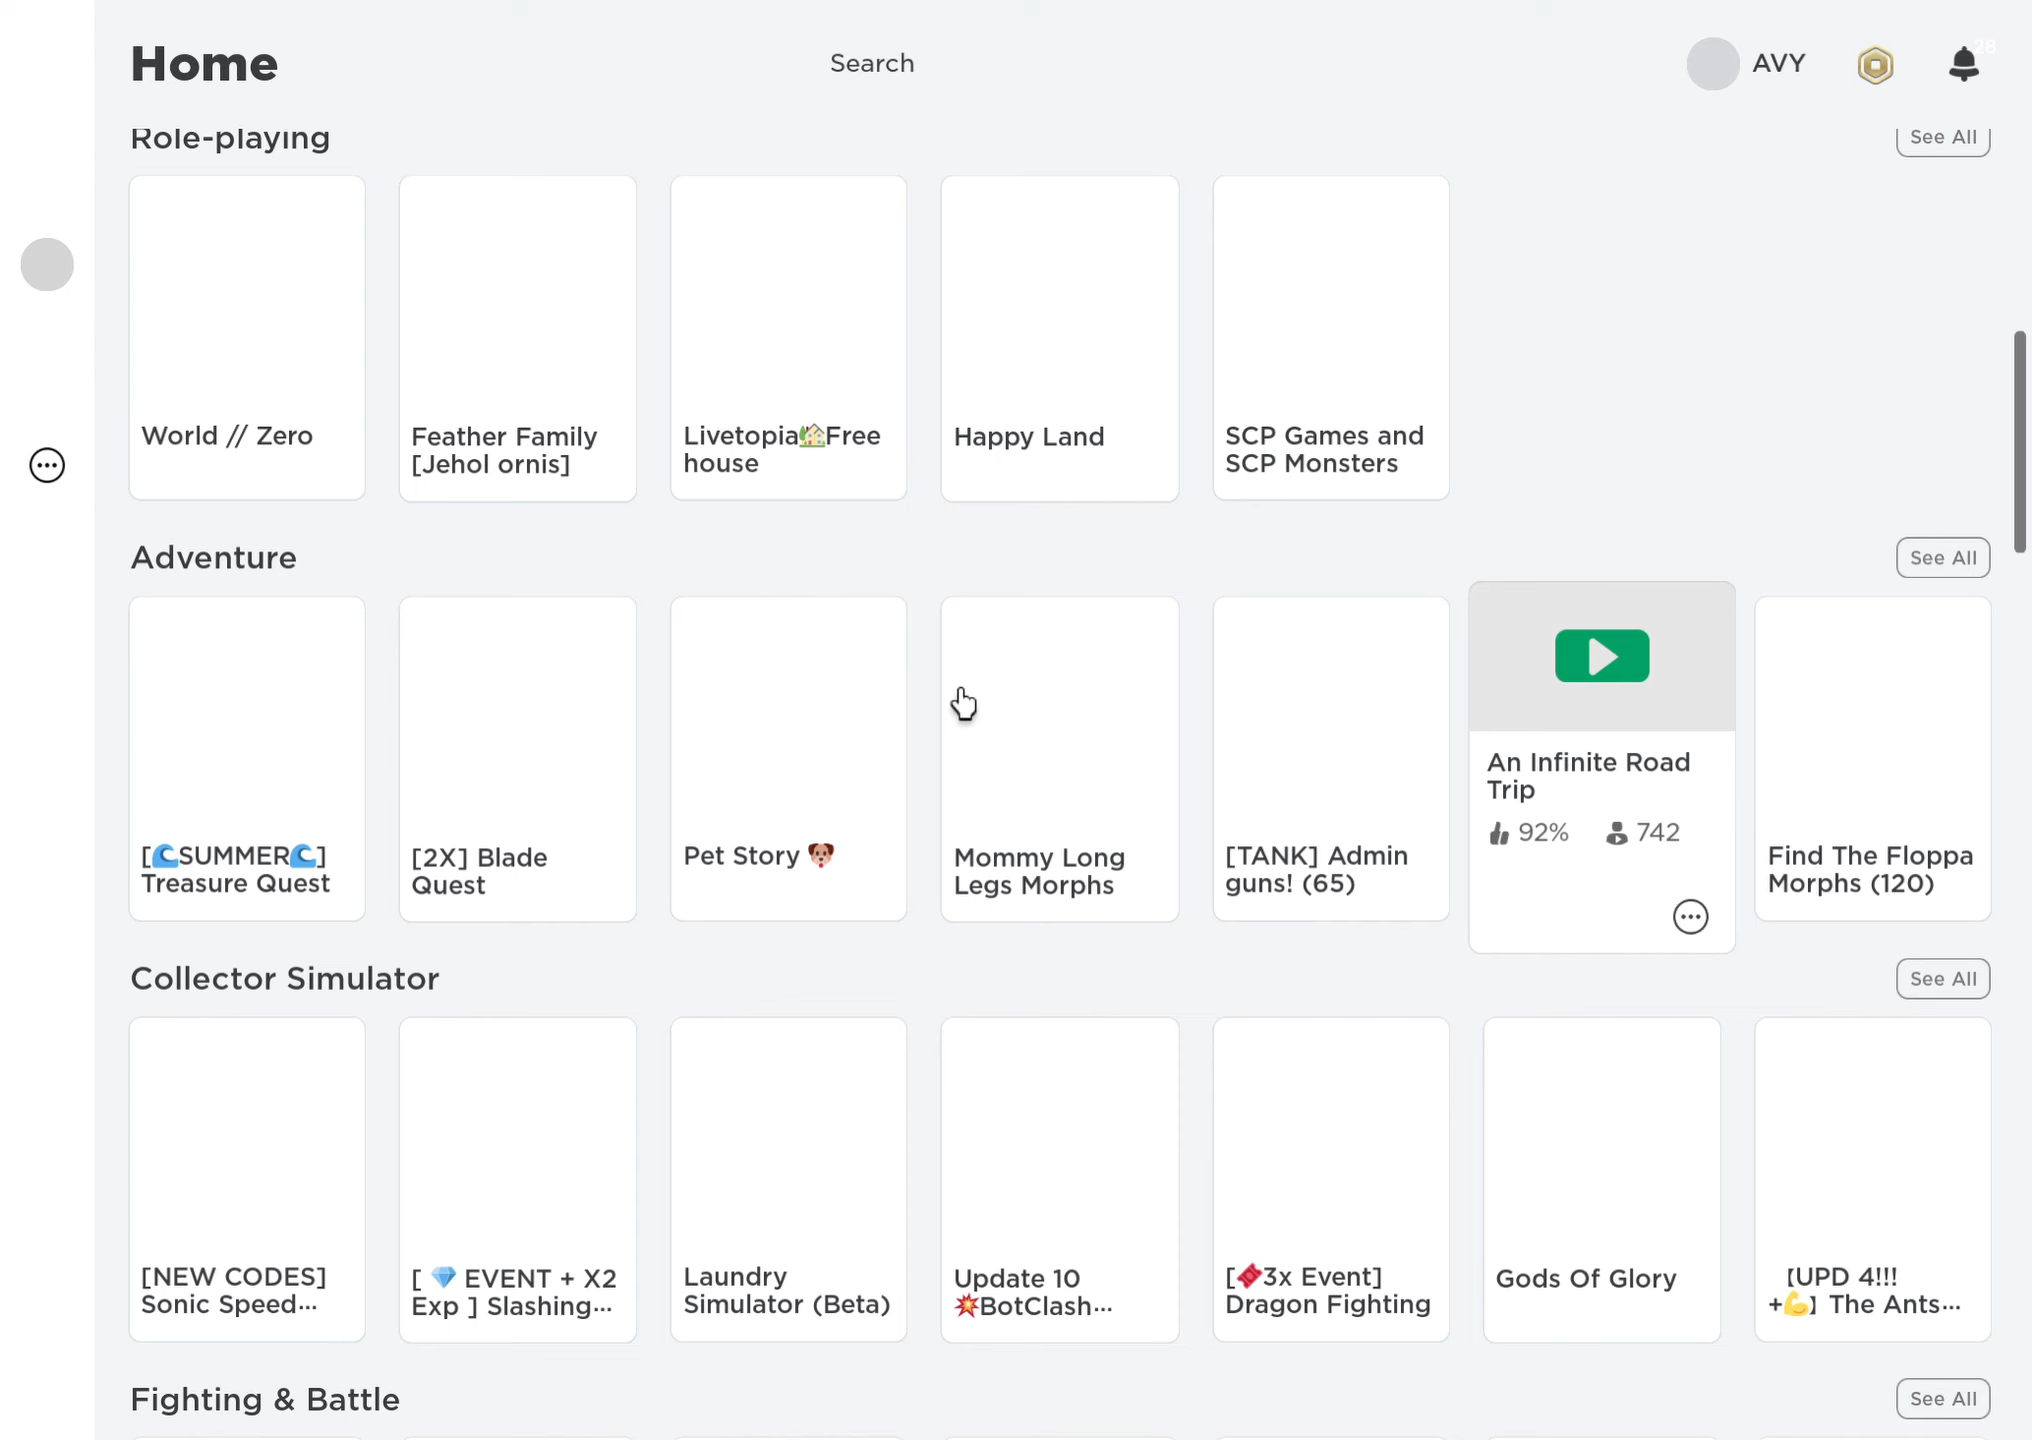 Home
Search
AVY
28
Role-playing
See All
World // Zero
Feather Family
[Jehol ornis]
Livetopia🏡Free
house
Happy Land
SCP Games and
SCP Monsters
Adventure
See All
[🌊SUMMER🌊]
Treasure Quest
[2X] Blade
Quest
Pet Story 🐶
Mommy Long
Legs Morphs
[TANK] Admin
guns! (65)
An Infinite Road
Trip
92%
742
Find The Floppa
Morphs (120)
Collector Simulator
See All
[NEW CODES]
Sonic Speed...
[ 💎 EVENT + X2
Exp ] Slashing...
Laundry
Simulator (Beta)
Update 10
💥BotClash...
[🎟️3x Event]
Dragon Fighting
Gods Of Glory
【UPD 4!!!
+💪】 The Ants...
Fighting & Battle
See All